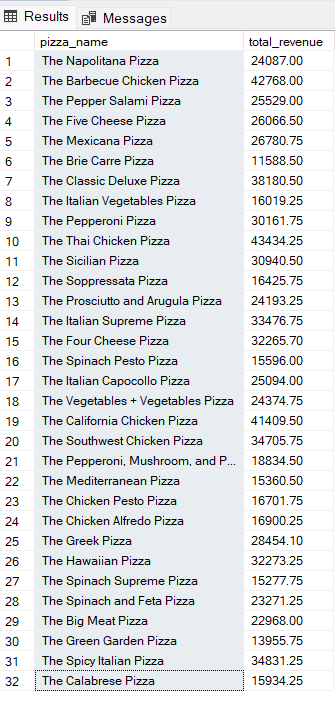 Results Messages
pizza_name total_revenue
1 The Napolitana Pizza 24087.00
2 The Barbecue Chicken Pizza 42768.00
3 The Pepper Salami Pizza 25529.00
4 The Five Cheese Pizza 26066.50
5 The Mexicana Pizza 26780.75
6 The Brie Carre Pizza 11588.50
7 The Classic Deluxe Pizza 38180.50
8 The Italian Vegetables Pizza 16019.25
9 The Pepperoni Pizza 30161.75
10 The Thai Chicken Pizza 43434.25
11 The Sicilian Pizza 30940.50
12 The Soppressata Pizza 16425.75
13 The Prosciutto and Arugula Pizza 24193.25
14 The Italian Supreme Pizza 33476.75
15 The Four Cheese Pizza 32265.70
16 The Spinach Pesto Pizza 15596.00
17 The Italian Capocollo Pizza 25094.00
18 The Vegetables + Vegetables Pizza 24374.75
19 The California Chicken Pizza 41409.50
20 The Southwest Chicken Pizza 34705.75
21 The Pepperoni, Mushroom, and P... 18834.50
22 The Mediterranean Pizza 15360.50
23 The Chicken Pesto Pizza 16701.75
24 The Chicken Alfredo Pizza 16900.25
25 The Greek Pizza 28454.10
26 The Hawaiian Pizza 32273.25
27 The Spinach Supreme Pizza 15277.75
28 The Spinach and Feta Pizza 23271.25
29 The Big Meat Pizza 22968.00
30 The Green Garden Pizza 13955.75
31 The Spicy Italian Pizza 34831.25
32 The Calabrese Pizza 15934.25